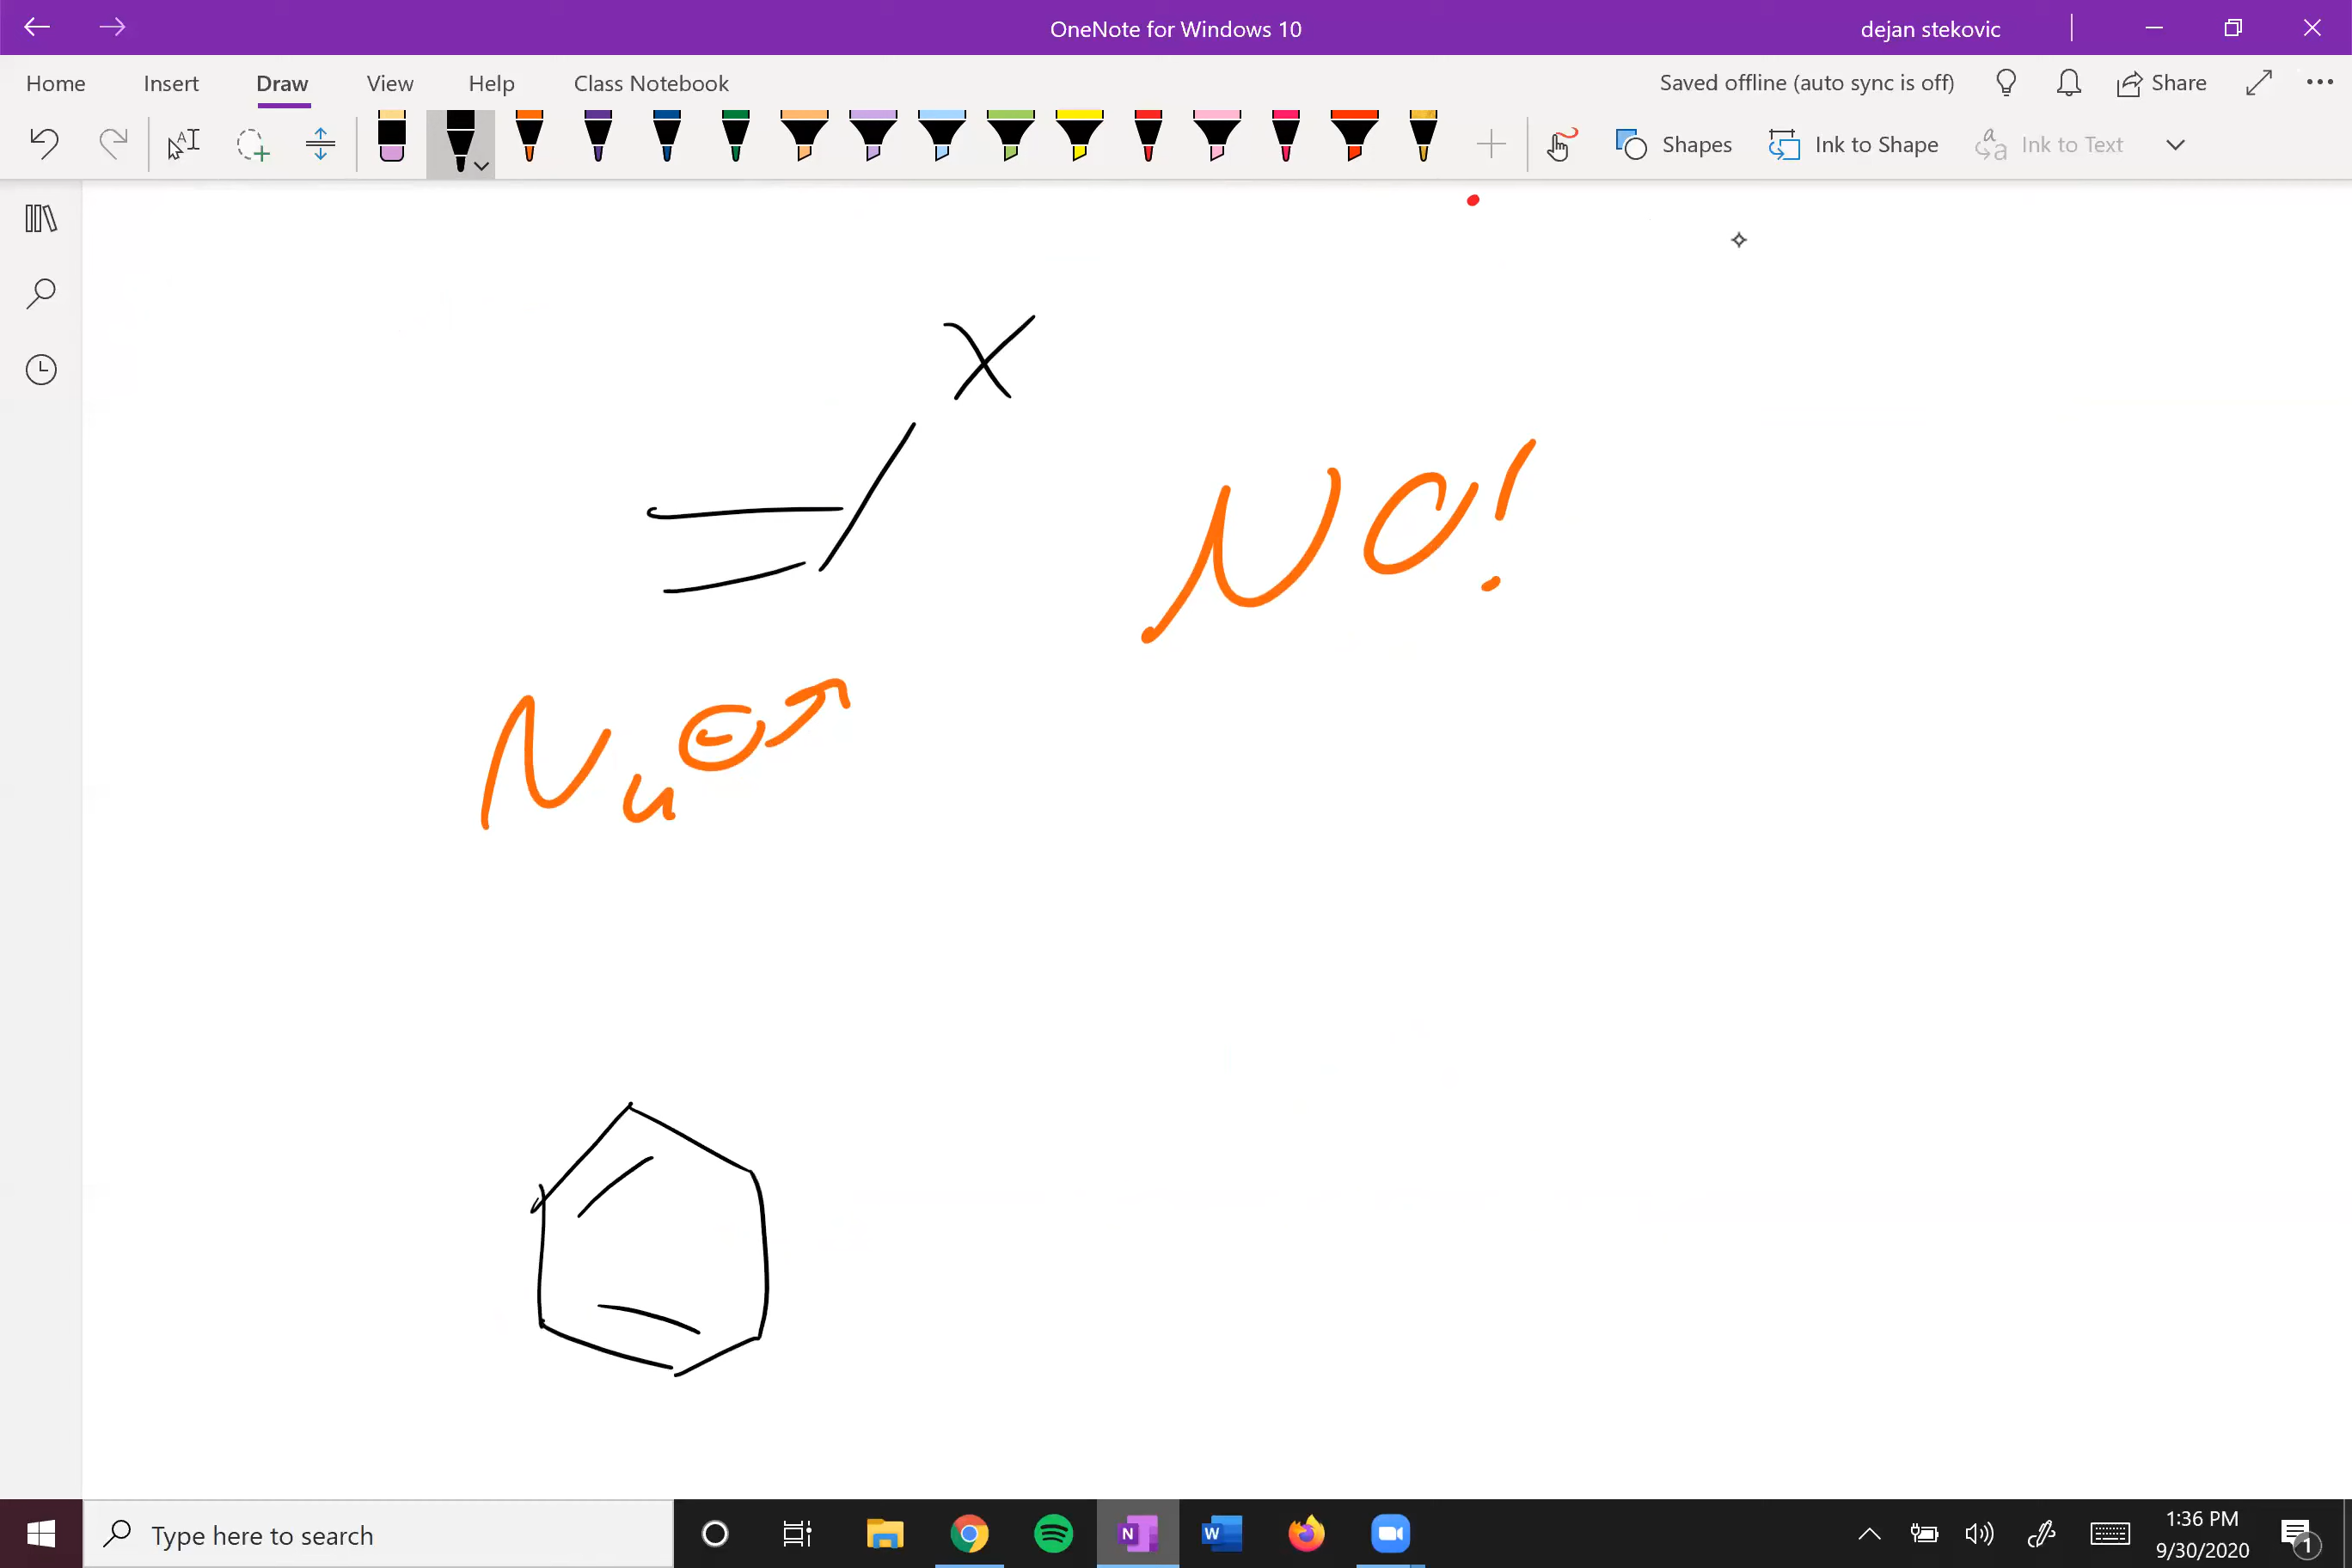 OneNote for Windows 10
dejan stekovic
Home Insert Draw View Help Class Notebook
Saved offline (auto sync is off) Share
Shapes Ink to Shape Ink to Text
X
NO!
Nu⊖
Type here to search
1:36 PM
9/30/2020
1